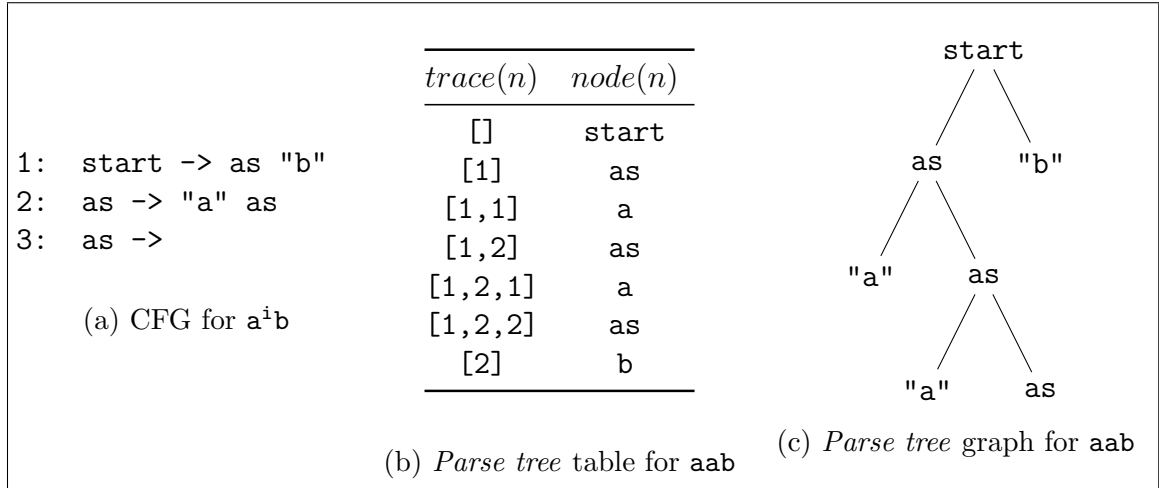 1: start -> as "b"
2: as -> "a" as
3: as ->
(a) CFG for aⁱb
trace(n) node(n)
[] start
[1] as
[1,1] a
[1,2] as
[1,2,1] a
[1,2,2] as
[2] b
(b) Parse tree table for aab
start
as "b"
"a" as
"a" as
(c) Parse tree graph for aab